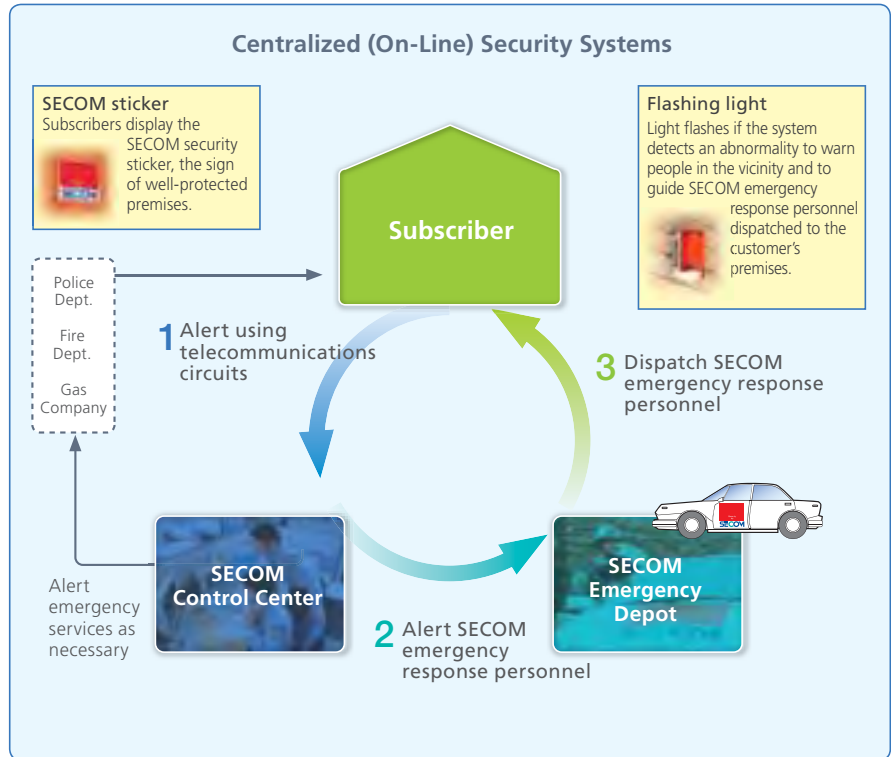 Centralized (On-Line) Security Systems
SECOM sticker
Subscribers display the
SECOM security
sticker, the sign
of well-protected
premises.
Flashing light
Light flashes if the system
detects an abnormality to warn
people in the vicinity and to
guide SECOM emergency
response personnel
dispatched to the
customer's
premises.
Subscriber
Police
Dept.
Fire
Dept.
Gas
Company
1 Alert using
telecommunications
circuits
3 Dispatch SECOM
emergency response
personnel
SECOM
Control Center
SECOM
Emergency
Depot
SECOM
Alert
emergency
services as
necessary
2 Alert SECOM
emergency
response personnel